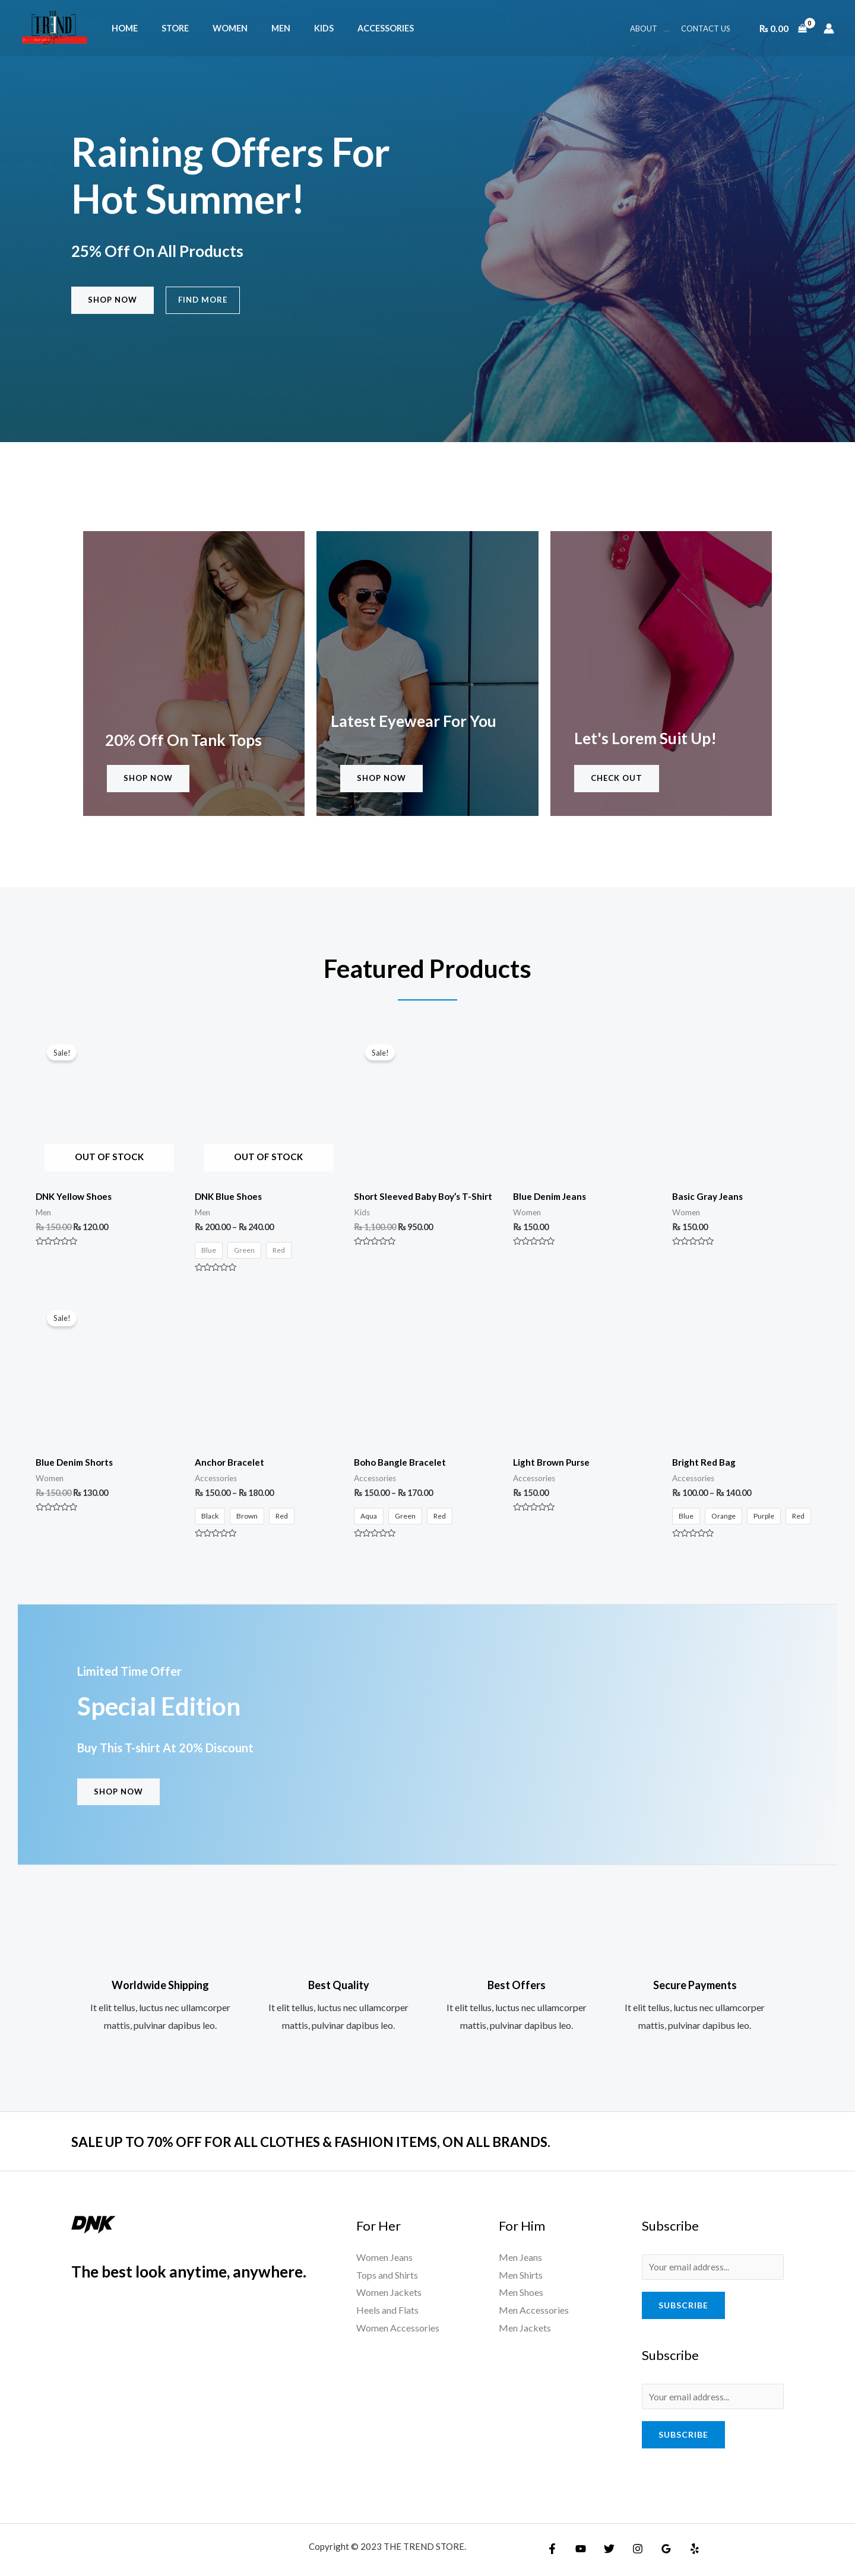 THE
TREND
HOME STORE WOMEN MEN KIDS ACCESSORIES ABOUT ... CONTACT US ₨ 0.00 0
Raining Offers For
Hot Summer!
25% Off On All Products
SHOP NOW FIND MORE
20% Off On Tank Tops
SHOP NOW
Latest Eyewear For You
SHOP NOW
Let's Lorem Suit Up!
CHECK OUT
Featured Products
Sale!
OUT OF STOCK
DNK Yellow Shoes
Men
₨ 150.00 ₨ 120.00
OUT OF STOCK
DNK Blue Shoes
Men
₨ 200.00 – ₨ 240.00
Blue Green Red
Sale!
Short Sleeved Baby Boy’s T-Shirt
Kids
₨ 1,100.00 ₨ 950.00
Blue Denim Jeans
Women
₨ 150.00
Basic Gray Jeans
Women
₨ 150.00
Sale!
Blue Denim Shorts
Women
₨ 150.00 ₨ 130.00
Anchor Bracelet
Accessories
₨ 150.00 – ₨ 180.00
Black Brown Red
Boho Bangle Bracelet
Accessories
₨ 150.00 – ₨ 170.00
Aqua Green Red
Light Brown Purse
Accessories
₨ 150.00
Bright Red Bag
Accessories
₨ 100.00 – ₨ 140.00
Blue Orange Purple Red
Limited Time Offer
Special Edition
Buy This T-shirt At 20% Discount
SHOP NOW
Worldwide Shipping
It elit tellus, luctus nec ullamcorper
mattis, pulvinar dapibus leo.
Best Quality
It elit tellus, luctus nec ullamcorper
mattis, pulvinar dapibus leo.
Best Offers
It elit tellus, luctus nec ullamcorper
mattis, pulvinar dapibus leo.
Secure Payments
It elit tellus, luctus nec ullamcorper
mattis, pulvinar dapibus leo.
SALE UP TO 70% OFF FOR ALL CLOTHES & FASHION ITEMS, ON ALL BRANDS.
DNK
The best look anytime, anywhere.
For Her
Women Jeans
Tops and Shirts
Women Jackets
Heels and Flats
Women Accessories
For Him
Men Jeans
Men Shirts
Men Shoes
Men Accessories
Men Jackets
Subscribe
Your email address...
SUBSCRIBE
Subscribe
Your email address...
SUBSCRIBE
Copyright © 2023 THE TREND STORE.